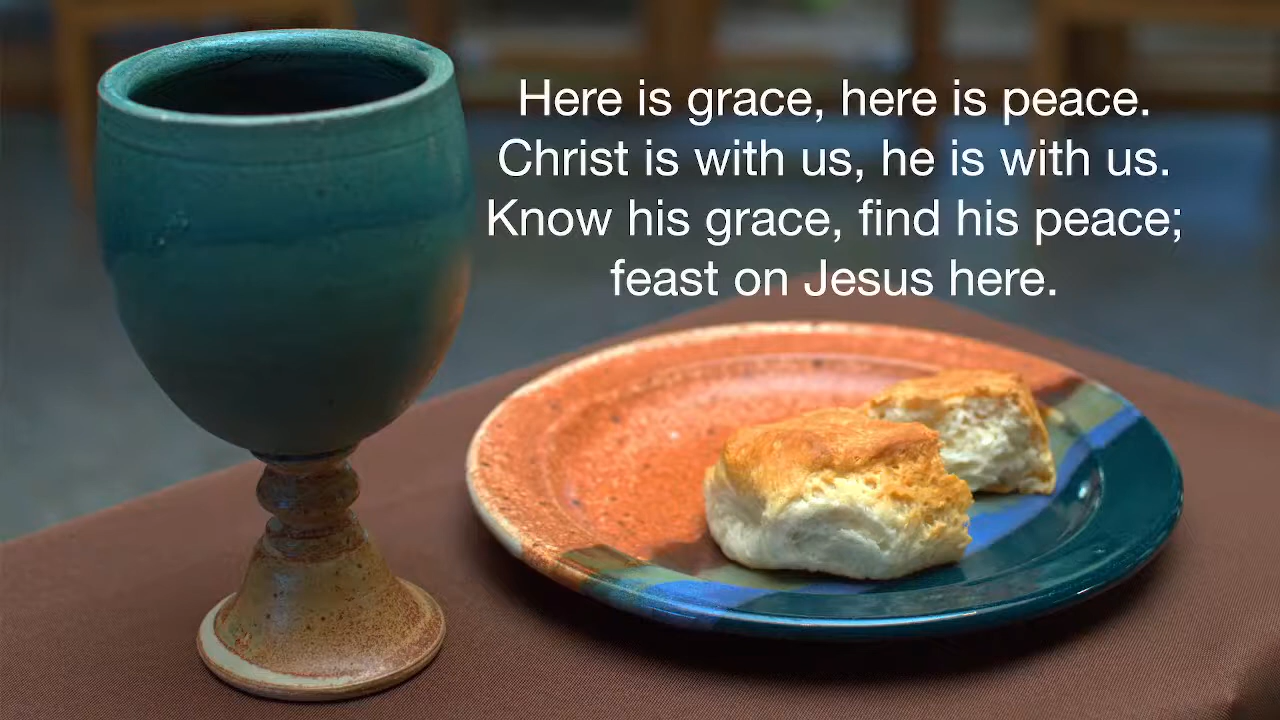 Here is grace, here is peace.
Christ is with us, he is with us.
Know his grace, find his peace;
feast on Jesus here.